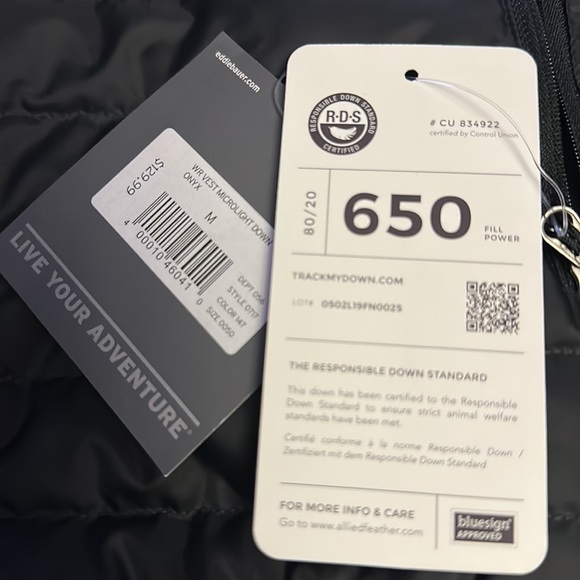 eddiebauer.com
$129.99
WR VEST MICROLIGHT DOWN
ONYX
M
4 00010 46041 0
DEPT 056
COLOR 147
SIZE 0050
LIVE YOUR ADVENTURE®
RESPONSIBLE DOWN STANDARD
R·D·S
CERTIFIED
# CU 834922
certified by Control Union
80/20
650
FILL
POWER
TRACKMYDOWN.COM
LOT# 0502L19FN0025
THE RESPONSIBLE DOWN STANDARD
This down has been certified to the Responsible
Down Standard to ensure strict animal welfare
standards have been met.
Certifié conforme à la norme Responsible Down /
Zertifiziert mit dem Responsible Down Standard
FOR MORE INFO & CARE
Go to www.alliedfeather.com
bluesign®
APPROVED